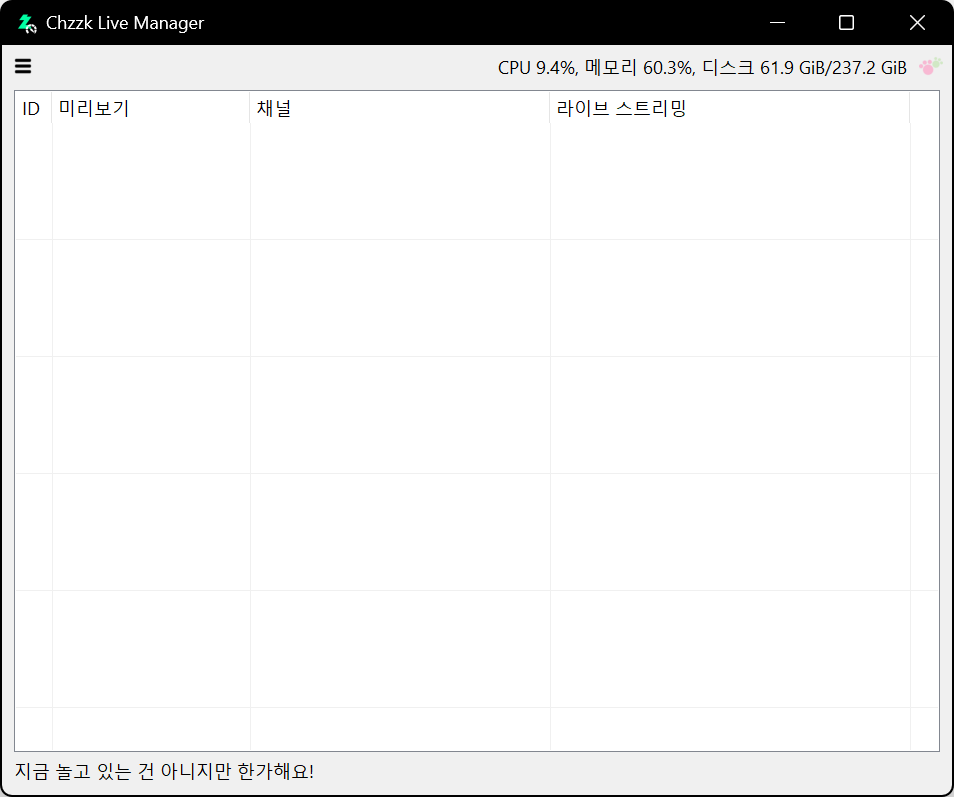 Chzzk Live Manager
CPU 9.4%, 메모리 60.3%, 디스크 61.9 GiB/237.2 GiB
ID 미리보기 채널 라이브 스트리밍
지금 놀고 있는 건 아니지만 한가해요!